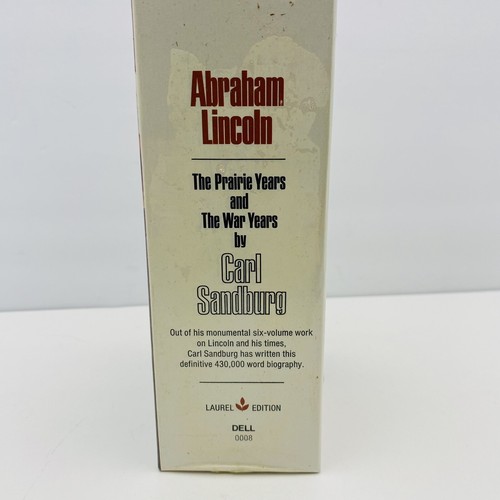 Abraham
Lincoln
The Prairie Years
and
The War Years
by
Carl
Sandburg
Out of his monumental six-volume work
on Lincoln and his times,
Carl Sandburg has written this
definitive 430,000 word biography.
LAUREL EDITION
DELL
0008